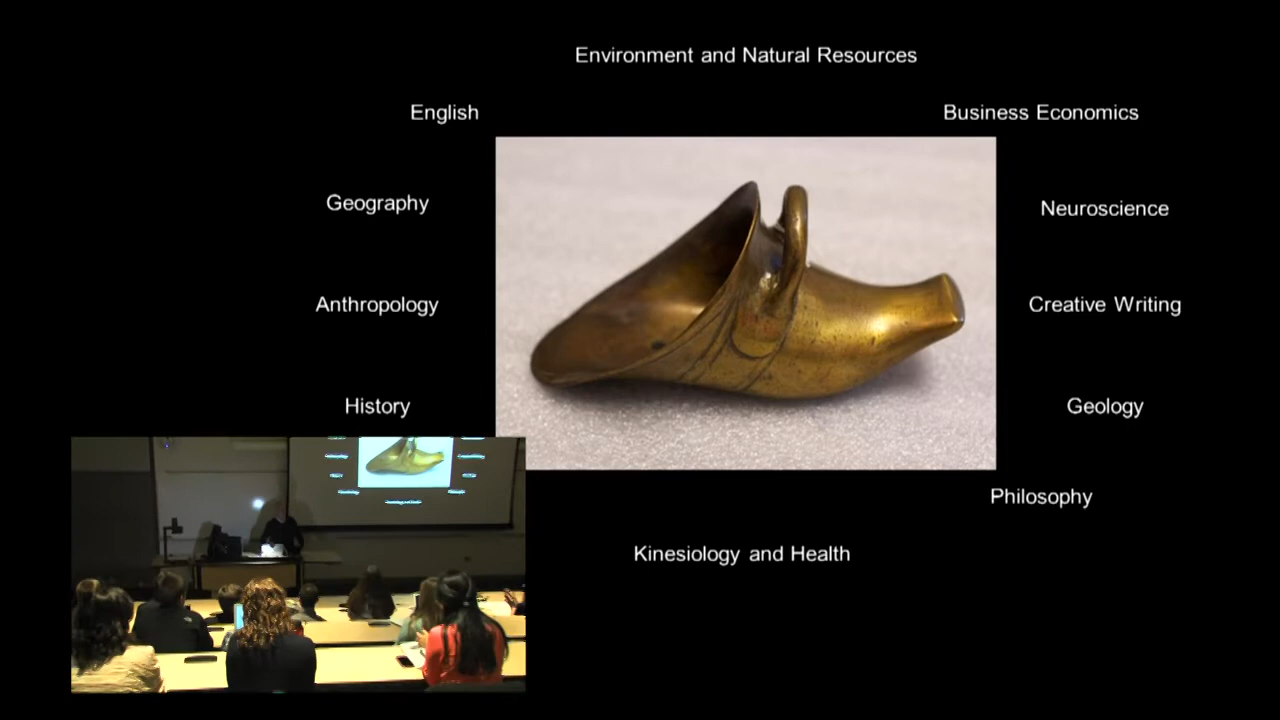 Environment and Natural Resources
English
Business Economics
Geography
Neuroscience
Anthropology
Creative Writing
History
Geology
Philosophy
Kinesiology and Health